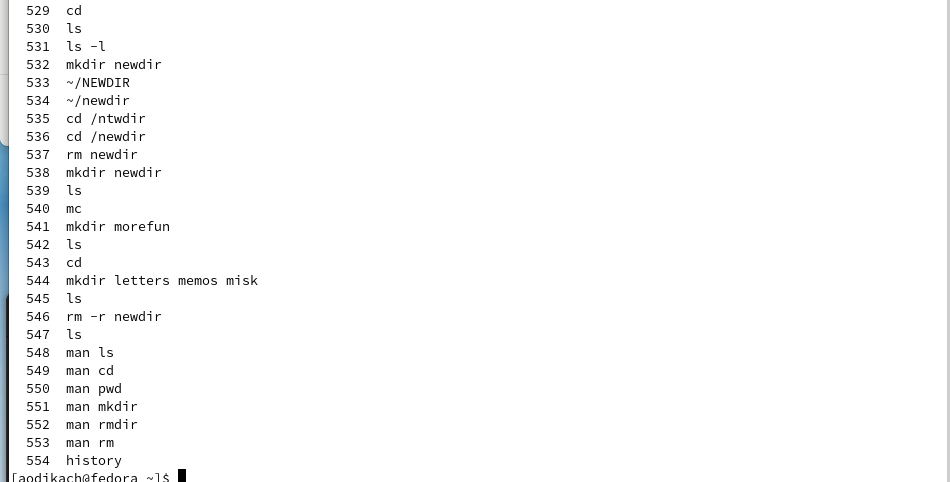 529  cd
530  ls
531  ls -l
532  mkdir newdir
533  ~/NEWDIR
534  ~/newdir
535  cd /ntwdir
536  cd /newdir
537  rm newdir
538  mkdir newdir
539  ls
540  mc
541  mkdir morefun
542  ls
543  cd
544  mkdir letters memos misk
545  ls
546  rm -r newdir
547  ls
548  man ls
549  man cd
550  man pwd
551  man mkdir
552  man rmdir
553  man rm
554  history
[aodikach@fedora ~]$